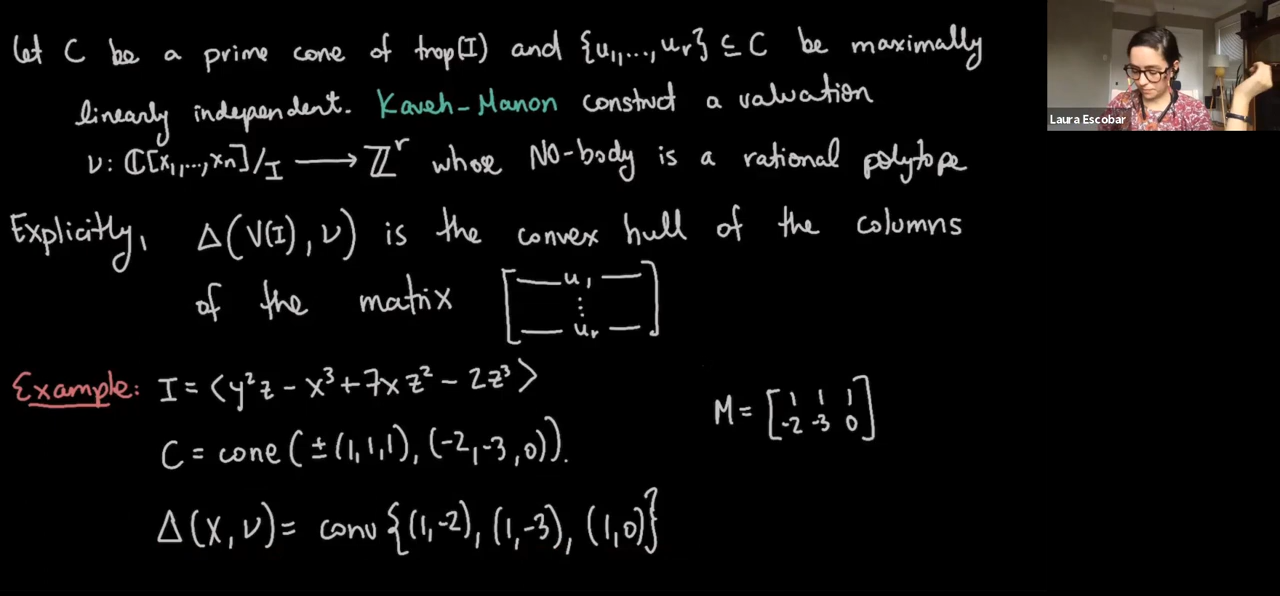 Let C be a prime cone of trop(I) and {u₁,...,uᵣ} ⊆ C be maximally
linearly independent. Kaveh-Manon construct a valuation
ν: ℂ[x₁,...,xₙ]/I ⟶ ℤʳ whose NO-body is a rational polytope
Explicitly, Δ(V(I), ν) is the convex hull of the columns
of the matrix [— u₁ — ⋮ — uᵣ —]
Example: I = ⟨y²z - x³ + 7xz² - 2z³⟩
M = [1 1 1
-2 -3 0]
C = cone(±(1,1,1), (-2,-3,0)).
Δ(X,ν) = conv{(1,-2), (1,-3), (1,0)}
Laura Escobar